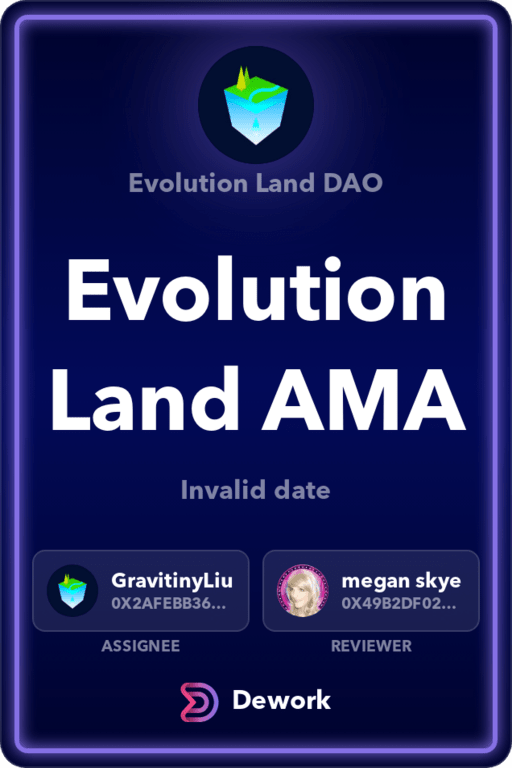 Evolution Land DAO
Evolution
Land AMA
Invalid date
GravitinyLiu
0X2AFEBB36...
ASSIGNEE
megan skye
0X49B2DF02...
REVIEWER
Dework